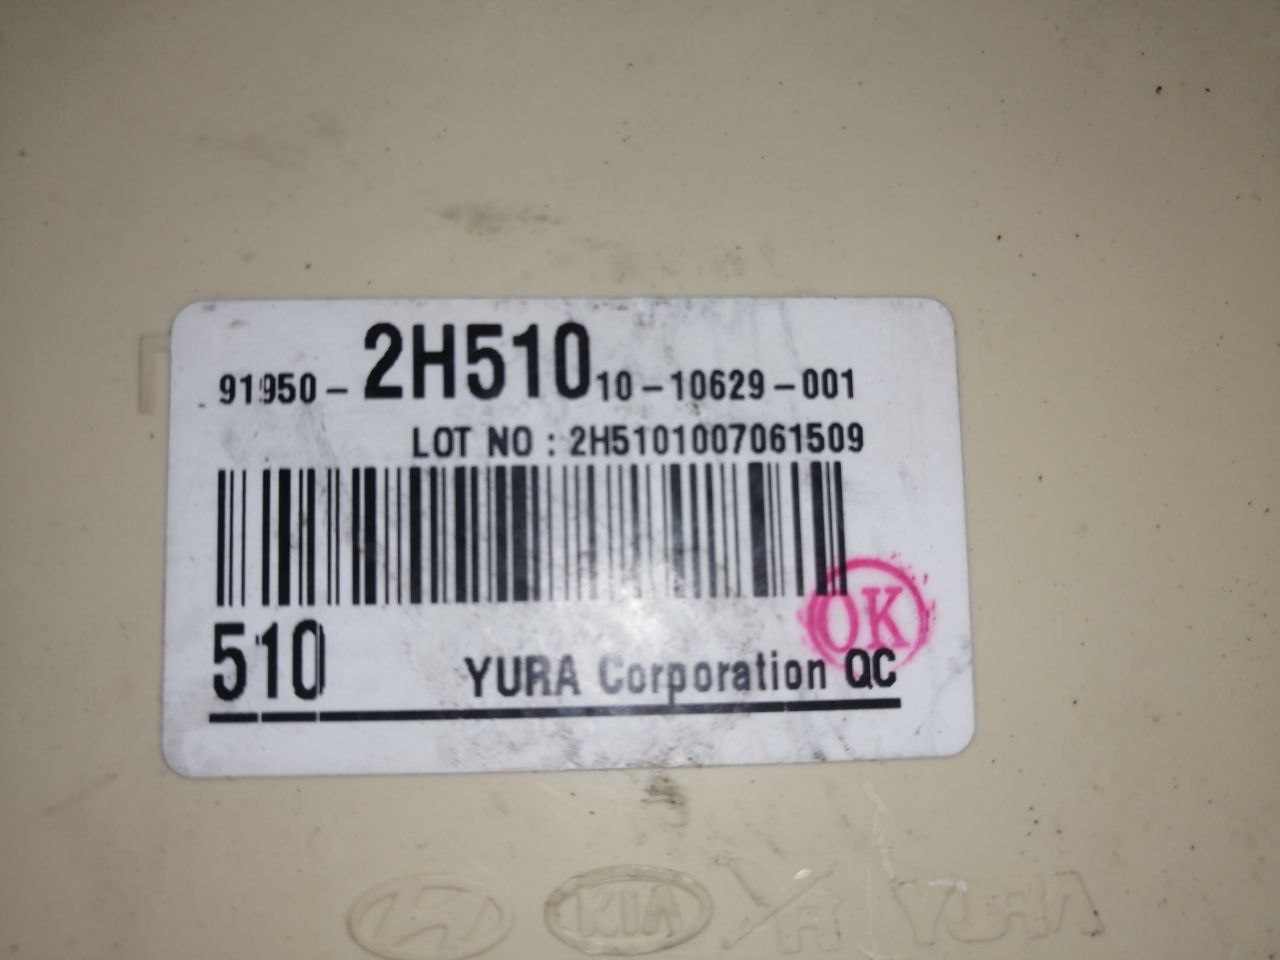 91950-2H510 10-10629-001
LOT NO : 2H5101007061509
OK
510 YURA Corporation QC
KIA YURA